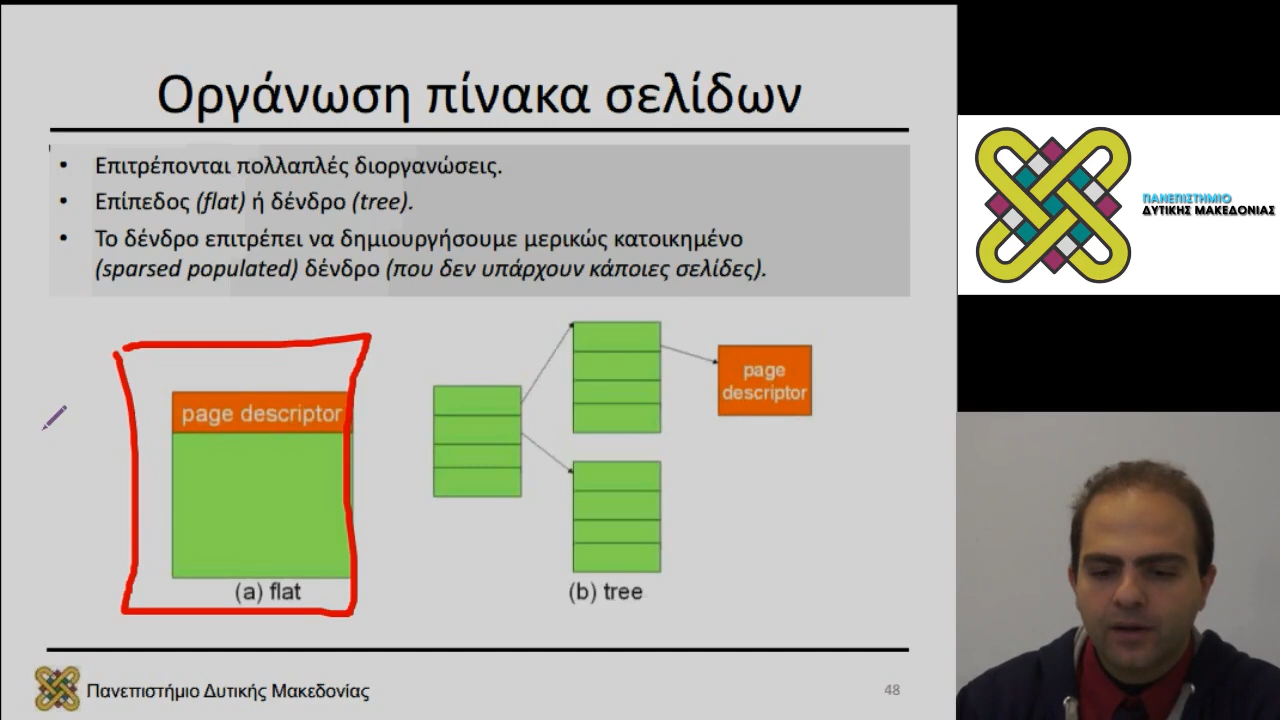 Οργάνωση πίνακα σελίδων
• Επιτρέπονται πολλαπλές διοργανώσεις.
• Επίπεδος (flat) ή δένδρο (tree).
• Το δένδρο επιτρέπει να δημιουργήσουμε μερικώς κατοικημένο
(sparsed populated) δένδρο (που δεν υπάρχουν κάποιες σελίδες).
page descriptor
(a) flat
page
descriptor
(b) tree
Πανεπιστήμιο Δυτικής Μακεδονίας
48
ΠΑΝΕΠΙΣΤΗΜΙΟ
ΔΥΤΙΚΗΣ ΜΑΚΕΔΟΝΙΑΣ